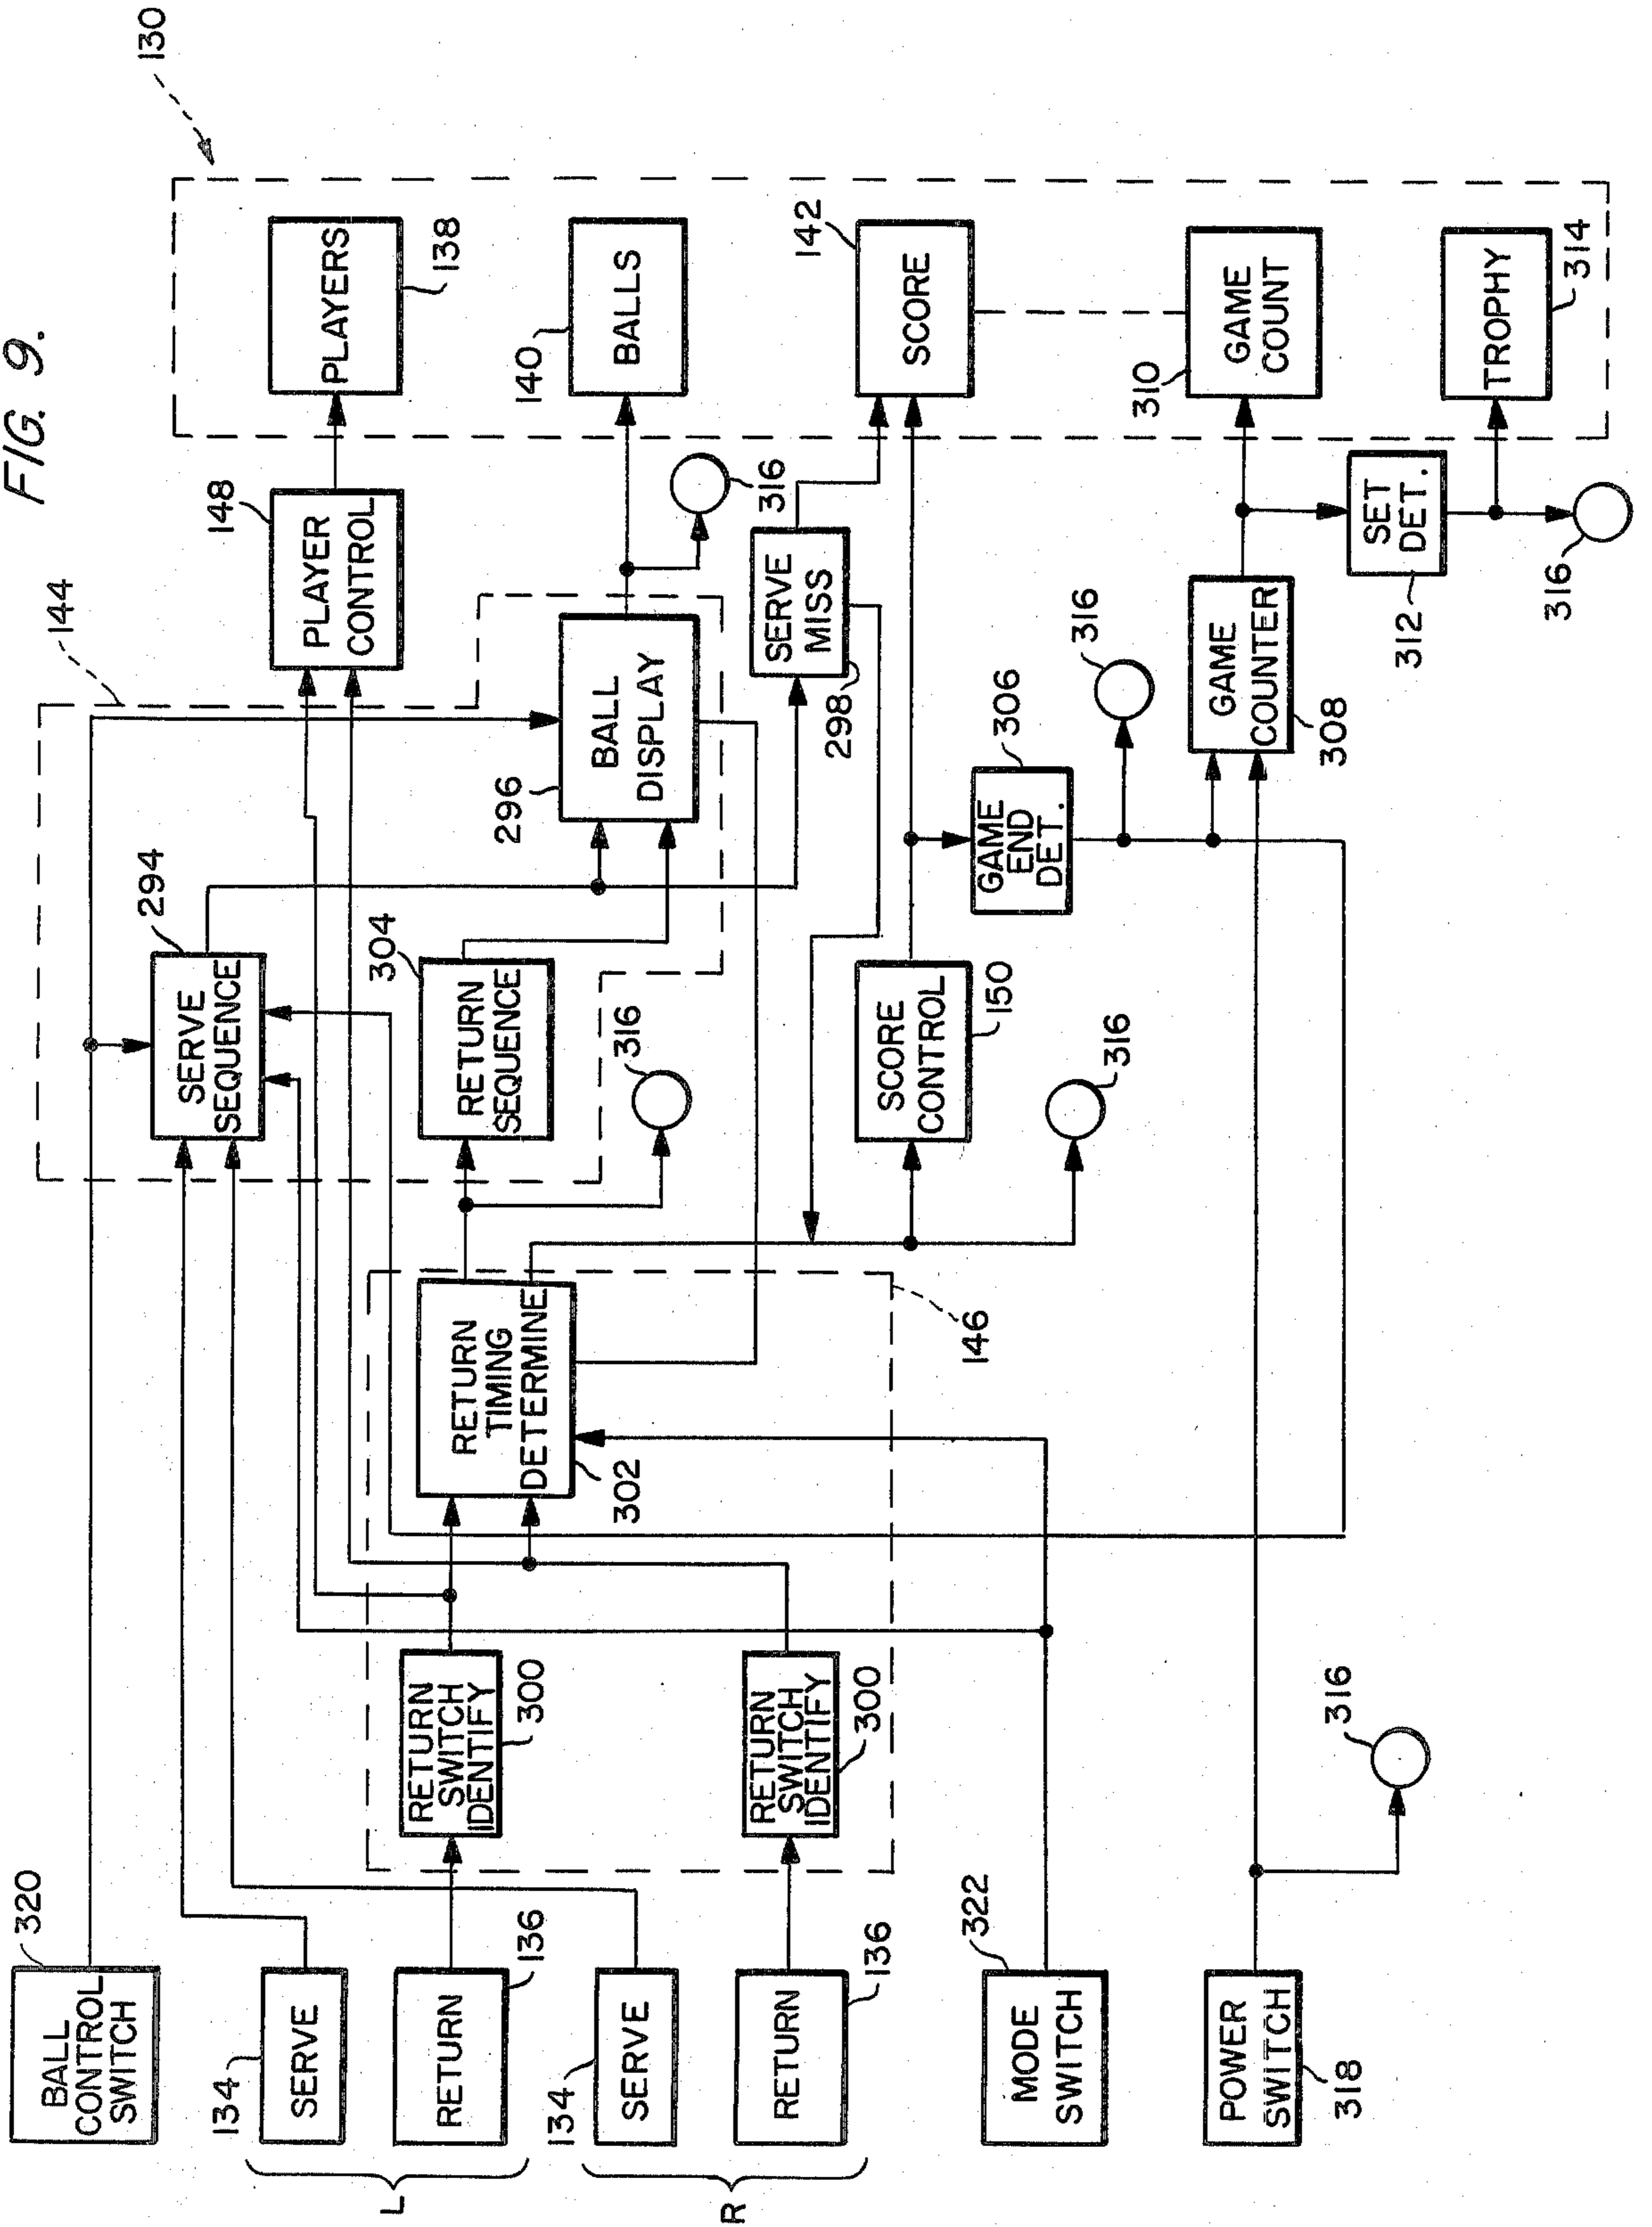 FIG. 9.
130
144
320
BALL
CONTROL
SWITCH
294
SERVE
SEQUENCE
148
PLAYER
CONTROL
PLAYERS
138
134
SERVE
L
RETURN
136
RETURN
SWITCH
IDENTIFY
300
RETURN
TIMING
DETERMINE
302
304
RETURN
SEQUENCE
316
296
BALL
DISPLAY
316
140
BALLS
134
SERVE
R
RETURN
136
RETURN
SWITCH
IDENTIFY
300
146
SERVE
MISS
298
SCORE
CONTROL
150
316
142
SCORE
306
GAME
END
DET.
316
322
MODE
SWITCH
POWER
SWITCH
318
316
GAME
COUNTER
308
310
GAME
COUNT
SET
DET.
312
316
TROPHY
314